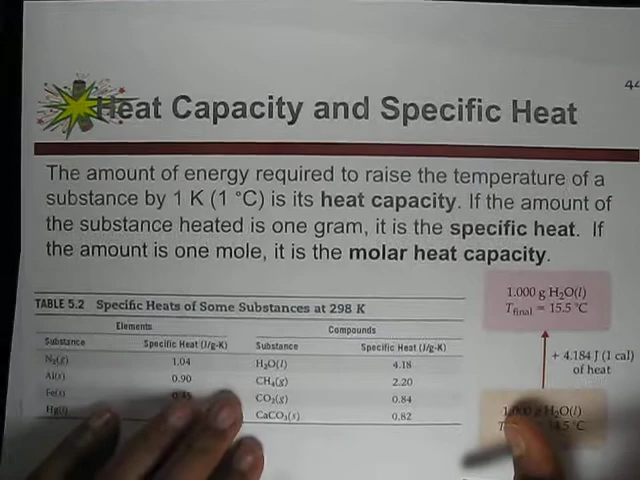 44
Heat Capacity and Specific Heat
The amount of energy required to raise the temperature of a
substance by 1 K (1 °C) is its heat capacity. If the amount of
the substance heated is one gram, it is the specific heat. If
the amount is one mole, it is the molar heat capacity.
TABLE 5.2 Specific Heats of Some Substances at 298 K
Elements Compounds
Substance Specific Heat (J/g-K) Substance Specific Heat (J/g-K)
N₂(g) 1.04 H₂O(l) 4.18
Al(s) 0.90 CH₄(g) 2.20
Fe(s) 0.45 CO₂(g) 0.84
Hg(l) CaCO₃(s) 0.82
1.000 g H₂O(l)
Tfinal = 15.5 °C
+ 4.184 J (1 cal)
of heat
1.000 g H₂O(l)
14.5 °C